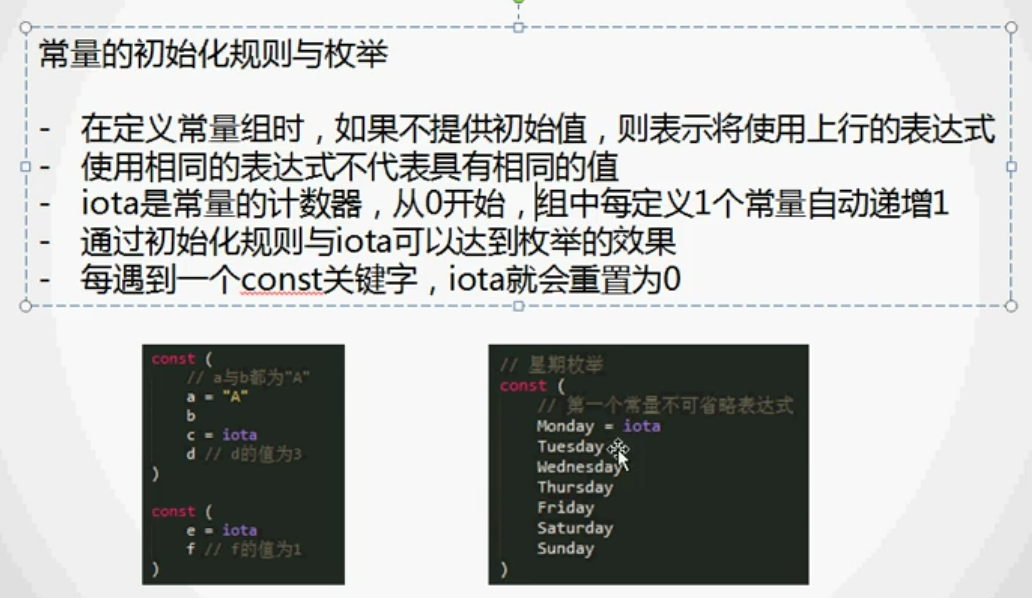 常量的初始化规则与枚举
- 在定义常量组时，如果不提供初始值，则表示将使用上行的表达式
- 使用相同的表达式不代表具有相同的值
- iota是常量的计数器，从0开始，组中每定义1个常量自动递增1
- 通过初始化规则与iota可以达到枚举的效果
- 每遇到一个const关键字，iota就会重置为0
const (
// a与b都为"A"
a = "A"
b
c = iota
d // d的值为3
)
const (
e = iota
f // f的值为1
)
// 星期枚举
const (
// 第一个常量不可省略表达式
Monday = iota
Tuesday
Wednesday
Thursday
Friday
Saturday
Sunday
)